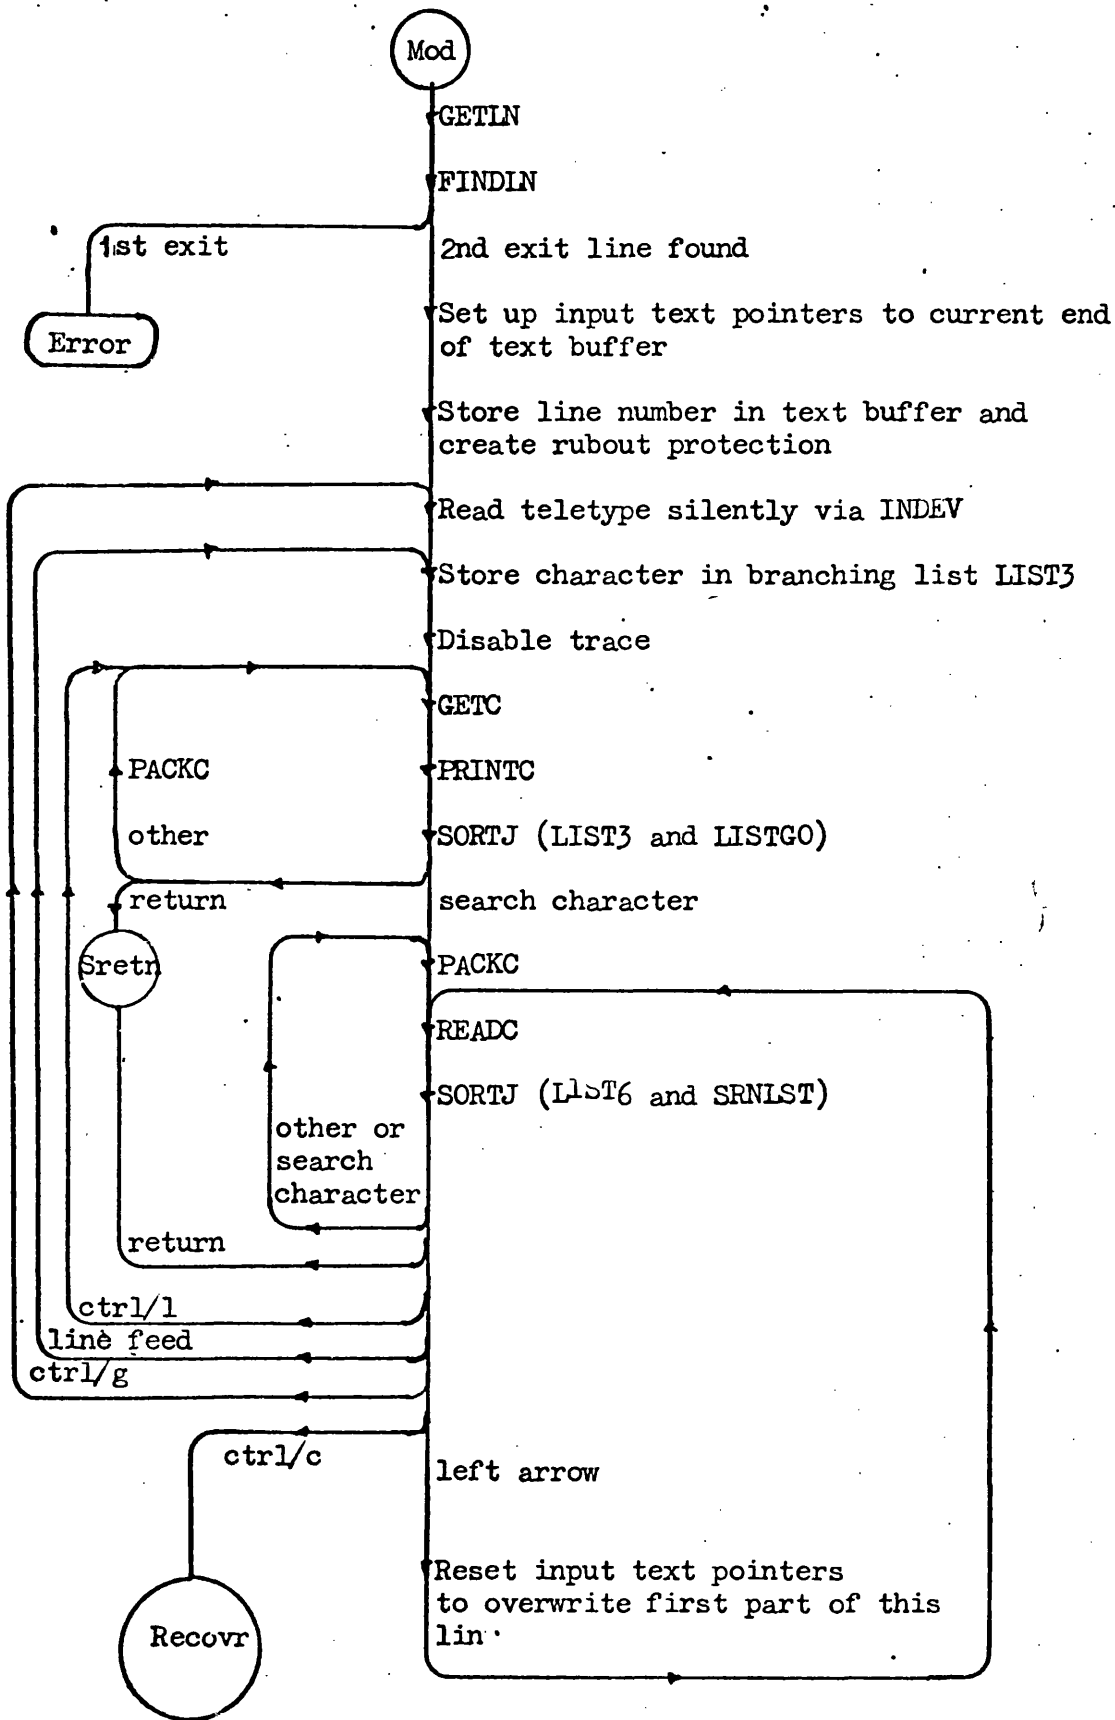 Mod
GETLN
FINDLN
1st exit
2nd exit line found
Error
Set up input text pointers to current end
of text buffer
Store line number in text buffer and
create rubout protection
Read teletype silently via INDEV
Store character in branching list LIST3
Disable trace
GETC
PACKC
PRINTC
other
SORTJ (LIST3 and LISTGO)
return
search character
Sretn
PACKC
READC
SORTJ (LIST6 and SRNLST)
other or
search
character
return
ctrl/l
line feed
ctrl/g
ctrl/c
left arrow
Reset input text pointers
to overwrite first part of this
lin
Recovr